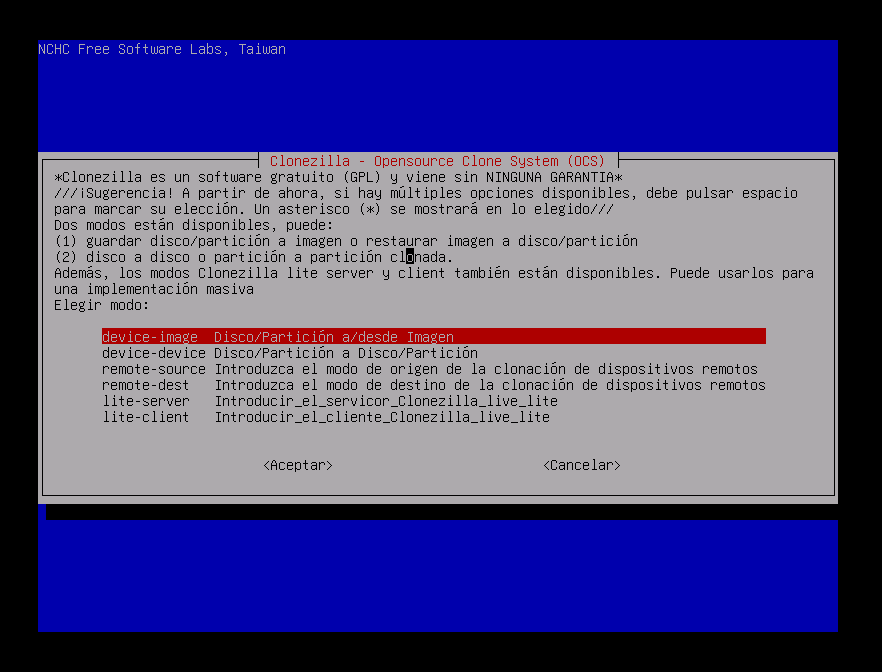 NCHC Free Software Labs, Taiwan
Clonezilla - Opensource Clone System (OCS)
*Clonezilla es un software gratuito (GPL) y viene sin NINGUNA GARANTIA*
///¡Sugerencia! A partir de ahora, si hay múltiples opciones disponibles, debe pulsar espacio
para marcar su elección. Un asterisco (*) se mostrará en lo elegido///
Dos modos están disponibles, puede:
(1) guardar disco/partición a imagen o restaurar imagen a disco/partición
(2) disco a disco o partición a partición clonada.
Además, los modos Clonezilla lite server y client también están disponibles. Puede usarlos para
una implementación masiva
Elegir modo:
device-image Disco/Partición a/desde Imagen
device-device Disco/Partición a Disco/Partición
remote-source Introduzca el modo de origen de la clonación de dispositivos remotos
remote-dest Introduzca el modo de destino de la clonación de dispositivos remotos
lite-server Introducir_el_servicor_Clonezilla_live_lite
lite-client Introducir_el_cliente_Clonezilla_live_lite
<Aceptar> <Cancelar>